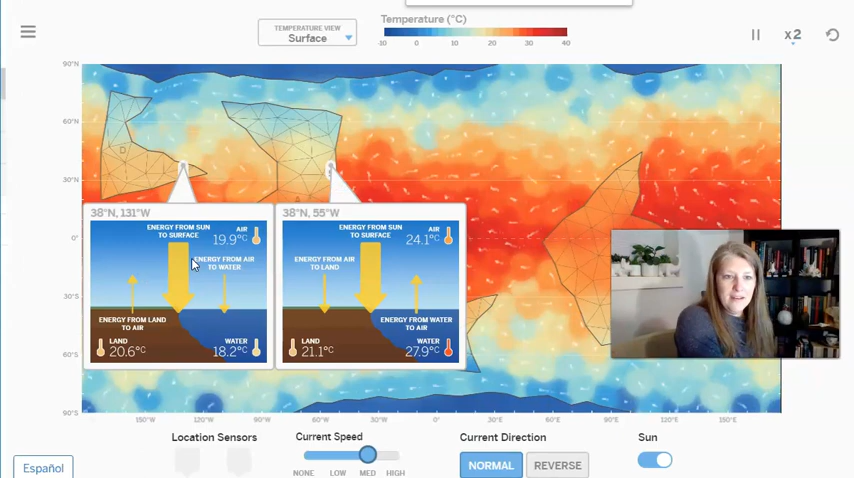 TEMPERATURE VIEW
Surface
Temperature (°C)
-10 0 10 20 30 40
x2
90°N
60°N
30°N
0°
30°S
60°S
90°S
38°N, 131°W
ENERGY FROM SUN
TO SURFACE
AIR
19.9°C
ENERGY FROM AIR
TO WATER
ENERGY FROM LAND
TO AIR
LAND
20.6°C
WATER
18.2°C
38°N, 55°W
ENERGY FROM SUN
TO SURFACE
AIR
24.1°C
ENERGY FROM AIR
TO LAND
ENERGY FROM WATER
TO AIR
LAND
21.1°C
WATER
27.9°C
150°W 120°W 90°W 60°W 30°W 0° 30°E 60°E 90°E 120°E 150°E
Location Sensors
Current Speed
NONE LOW MED HIGH
Current Direction
NORMAL REVERSE
Sun
Español